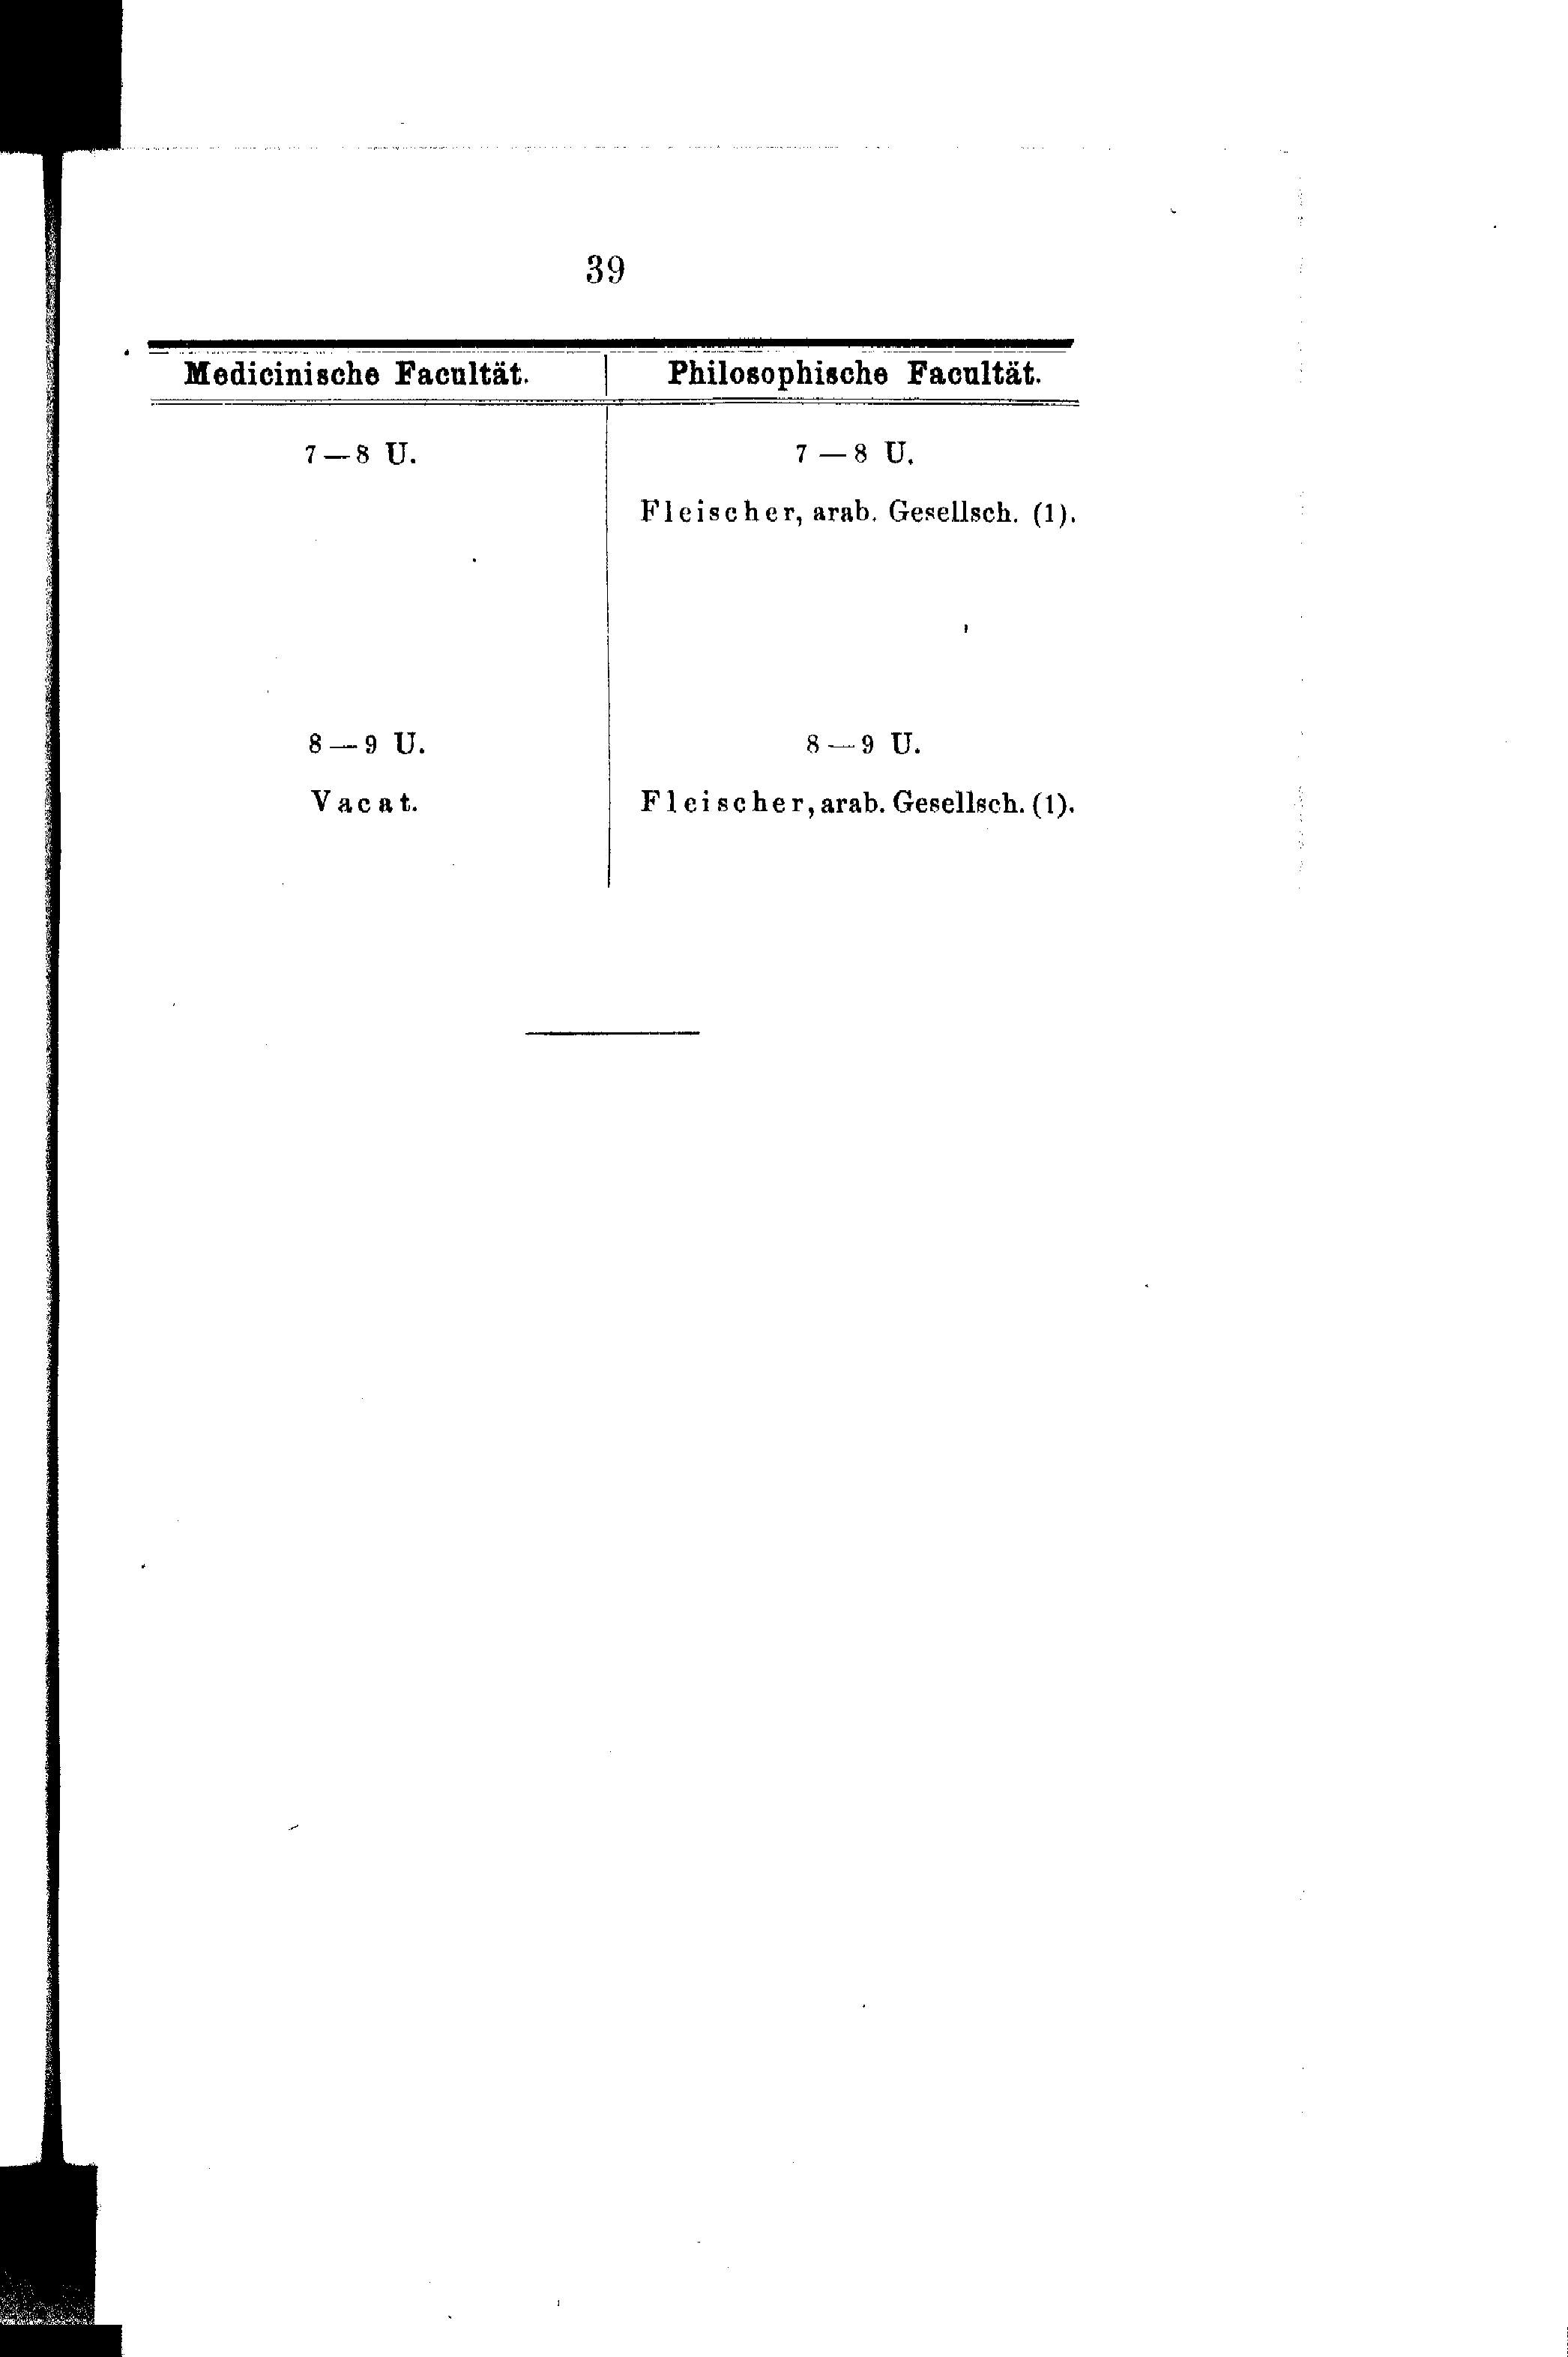 39
Medicinische Facultät.
7—8 U.
8—9 U.
Vacat.
Philosophische Facultät.
7—8 U.
Fleischer, arab. Gesellsch. (1).
8—9 U.
Fleischer, arab. Gesellsch. (1).